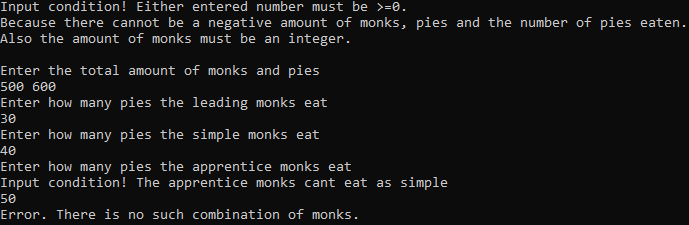 Input condition! Either entered number must be >=0.
Because there cannot be a negative amount of monks, pies and the number of pies eaten.
Also the amount of monks must be an integer.
Enter the total amount of monks and pies
500 600
Enter how many pies the leading monks eat
30
Enter how many pies the simple monks eat
40
Enter how many pies the apprentice monks eat
Input condition! The apprentice monks cant eat as simple
50
Error. There is no such combination of monks.